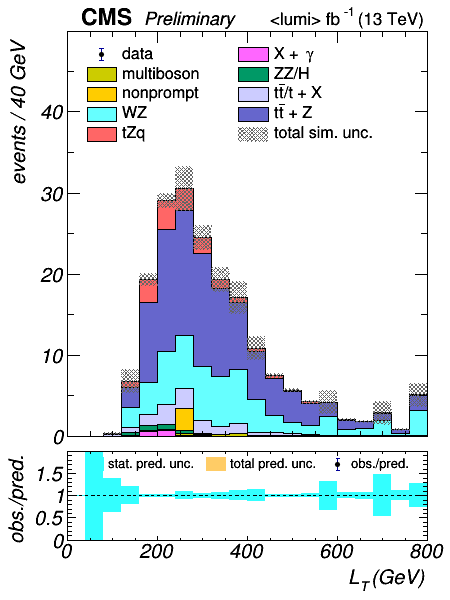 CMS Preliminary <lumi> fb⁻¹ (13 TeV)
events / 40 GeV
data
multiboson
nonprompt
WZ
tZq
X + γ
ZZ/H
tt̄/t + X
tt̄ + Z
total sim. unc.
40
30
20
10
0
obs./pred.
stat. pred. unc. total pred. unc. obs./pred.
1.5
1
0.5
0
0 200 400 600 800
L_T(GeV)